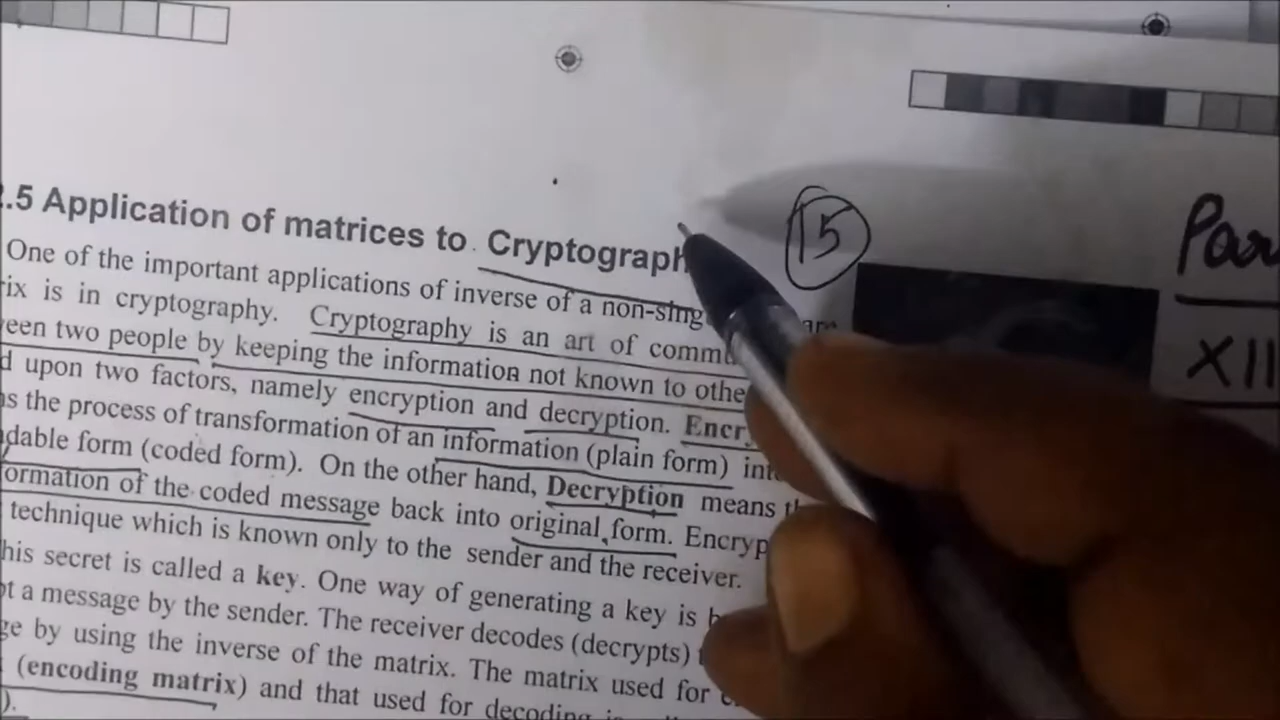 .5 Application of matrices to Cryptograph
15
Par
XII
One of the important applications of inverse of a non-sing
ix is in cryptography. Cryptography is an art of commu
een two people by keeping the information not known to othe
d upon two factors, namely encryption and decryption. Encry
as the process of transformation of an information (plain form) int
dable form (coded form). On the other hand, Decryption means th
ormation of the coded message back into original form. Encryp
technique which is known only to the sender and the receiver.
his secret is called a key. One way of generating a key is b
pt a message by the sender. The receiver decodes (decrypts) t
ge by using the inverse of the matrix. The matrix used for e
(encoding matrix) and that used for decoding is
).